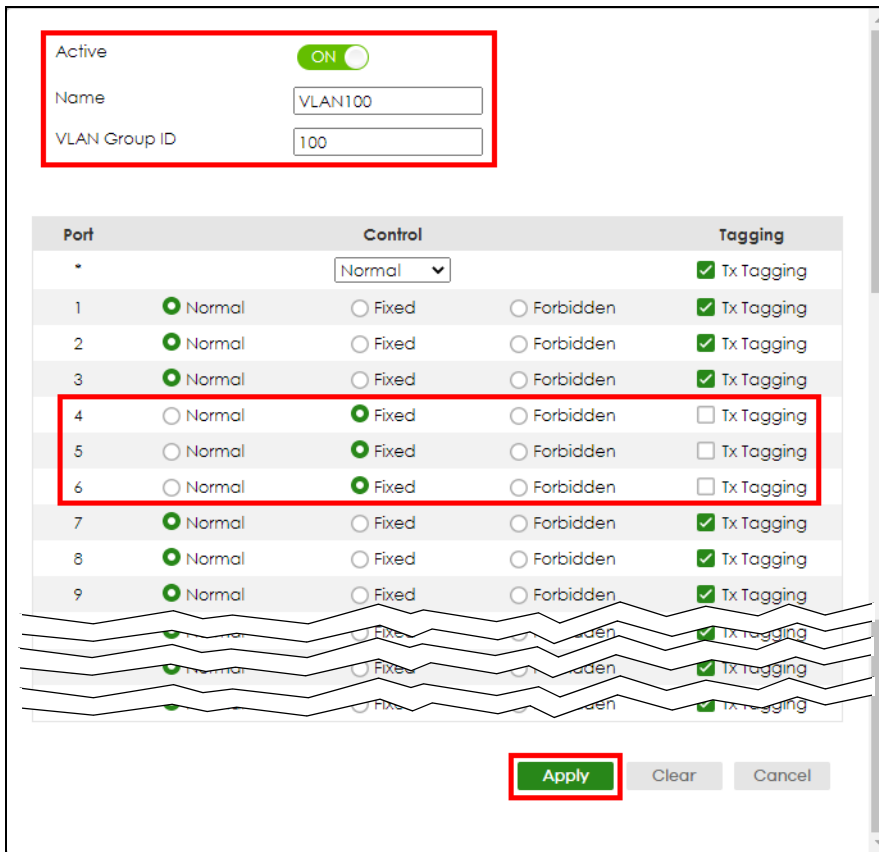 Active ON
Name VLAN100
VLAN Group ID 100
Port Control Tagging
* Normal Tx Tagging
1 Normal Fixed Forbidden Tx Tagging
2 Normal Fixed Forbidden Tx Tagging
3 Normal Fixed Forbidden Tx Tagging
4 Normal Fixed Forbidden Tx Tagging
5 Normal Fixed Forbidden Tx Tagging
6 Normal Fixed Forbidden Tx Tagging
7 Normal Fixed Forbidden Tx Tagging
8 Normal Fixed Forbidden Tx Tagging
9 Normal Fixed Forbidden Tx Tagging
Apply Clear Cancel